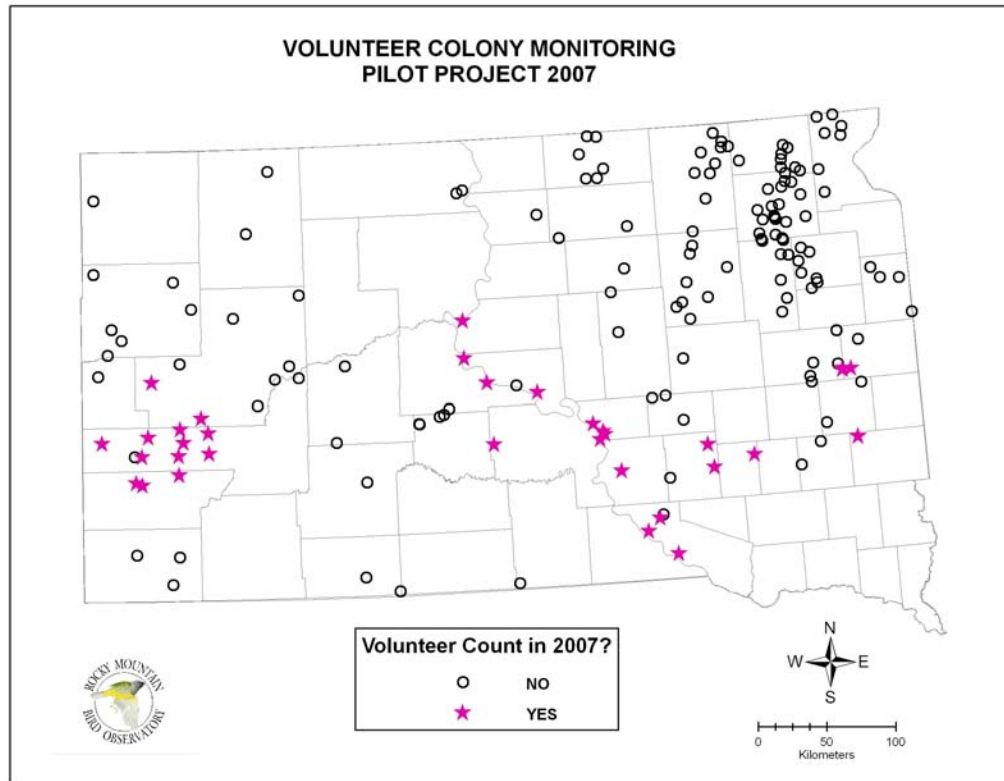 VOLUNTEER COLONY MONITORING
PILOT PROJECT 2007
Volunteer Count in 2007?
NO
YES
ROCKY MOUNTAIN
BIRD OBSERVATORY
N
W E
S
0 50 100
Kilometers